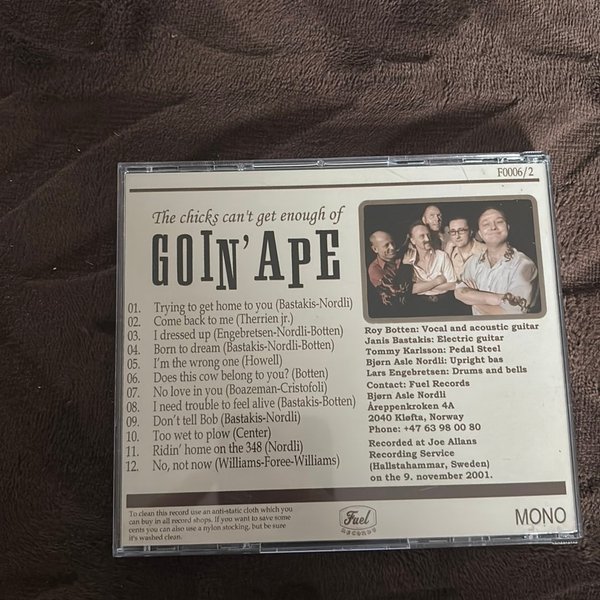 F0006/2
The chicks can't get enough of
GOIN' APE
01. Trying to get home to you (Bastakis-Nordli)
02. Come back to me (Therrien jr.)
03. I dressed up (Engebretsen-Nordli-Botten)
04. Born to dream (Bastakis-Nordli-Botten)
05. I'm the wrong one (Howell)
06. Does this cow belong to you? (Botten)
07. No love in you (Boazeman-Cristofoli)
08. I need trouble to feel alive (Bastakis-Botten)
09. Don't tell Bob (Bastakis-Nordli)
10. Too wet to plow (Center)
11. Ridin' home on the 348 (Nordli)
12. No, not now (Williams-Foree-Williams)
Roy Botten: Vocal and acoustic guitar
Janis Bastakis: Electric guitar
Tommy Karlsson: Pedal Steel
Bjørn Asle Nordli: Upright bas
Lars Engebretsen: Drums and bells
Contact: Fuel Records
Bjørn Asle Nordli
Åreppenkroken 4A
2040 Kløfta, Norway
Phone: +47 63 98 00 80
Recorded at Joe Allans
Recording Service
(Hallstahammar, Sweden)
on the 9. november 2001.
To clean this record use an anti-static cloth which you
can buy in all record shops. If you want to save some
cents you can also use a nylon stocking, but be sure
it's washed clean.
Fuel
RECORDS
MONO